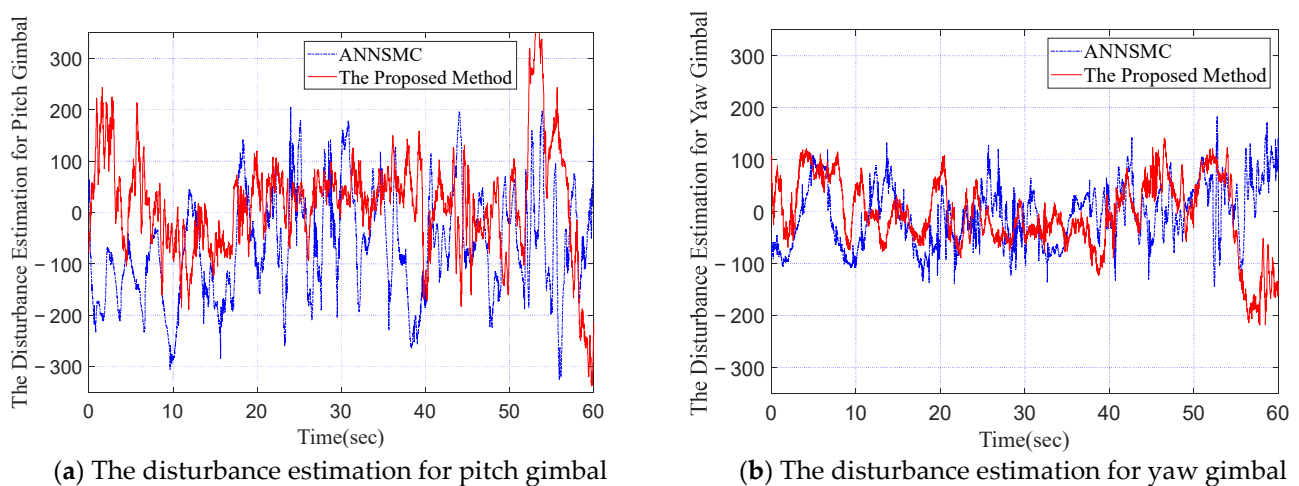 The Disturbance Estimation for Pitch Gimbal
300
200
100
0
− 100
− 200
− 300
ANNSMC
The Proposed Method
0 10 20 30 40 50 60
Time(sec)
(a) The disturbance estimation for pitch gimbal
The Disturbance Estimation for Yaw Gimbal
300
200
100
0
− 100
− 200
− 300
ANNSMC
The Proposed Method
0 10 20 30 40 50 60
Time(sec)
(b) The disturbance estimation for yaw gimbal